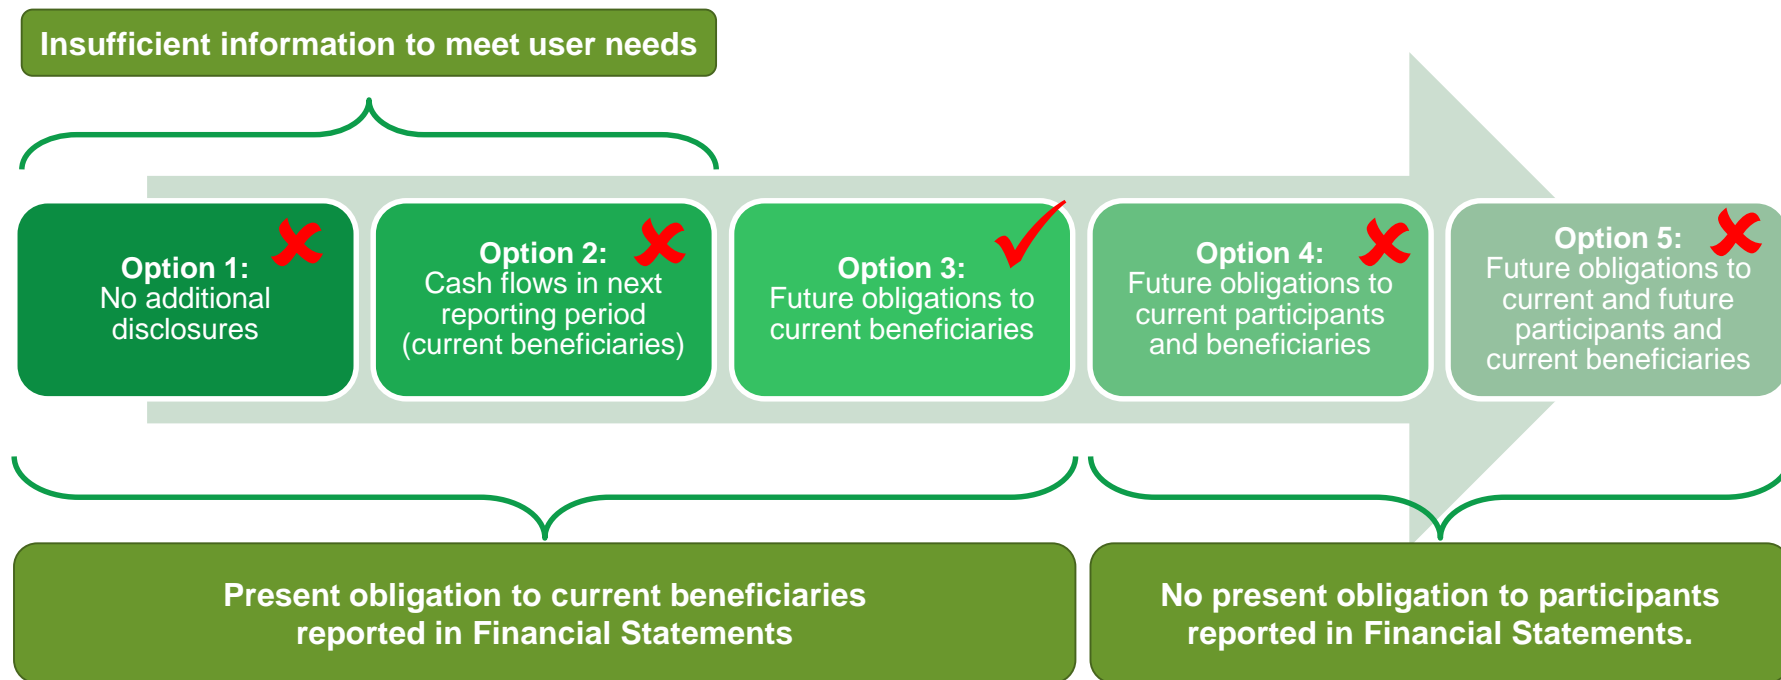 Insufficient information to meet user needs
Option 1:
No additional
disclosures
Option 2:
Cash flows in next
reporting period
(current beneficiaries)
Option 3:
Future obligations to
current beneficiaries
Option 4:
Future obligations to
current participants
and beneficiaries
Option 5:
Future obligations to
current and future
participants and
current beneficiaries
Present obligation to current beneficiaries
reported in Financial Statements
No present obligation to participants
reported in Financial Statements.